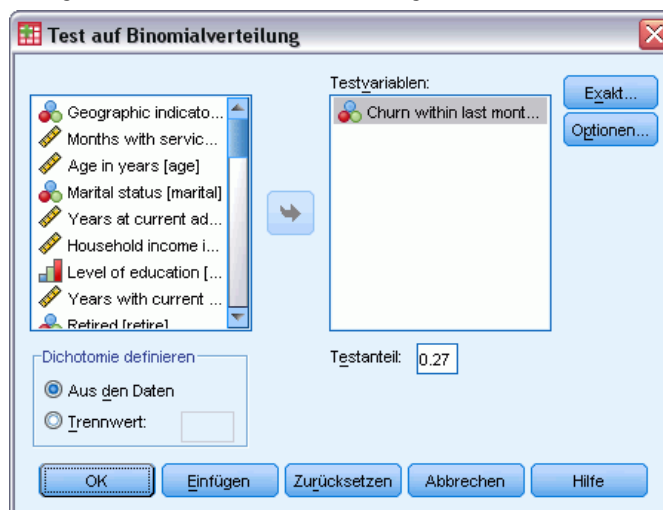 Test auf Binomialverteilung
Testvariablen:
Geographic indicato...
Months with servic...
Age in years [age]
Marital status [marital]
Years at current ad...
Household income i...
Level of education [...
Years with current ...
Retired [retire]
Churn within last mont...
Exakt...
Optionen...
Dichotomie definieren
Aus den Daten
Trennwert:
Testanteil: 0.27
OK Einfügen Zurücksetzen Abbrechen Hilfe